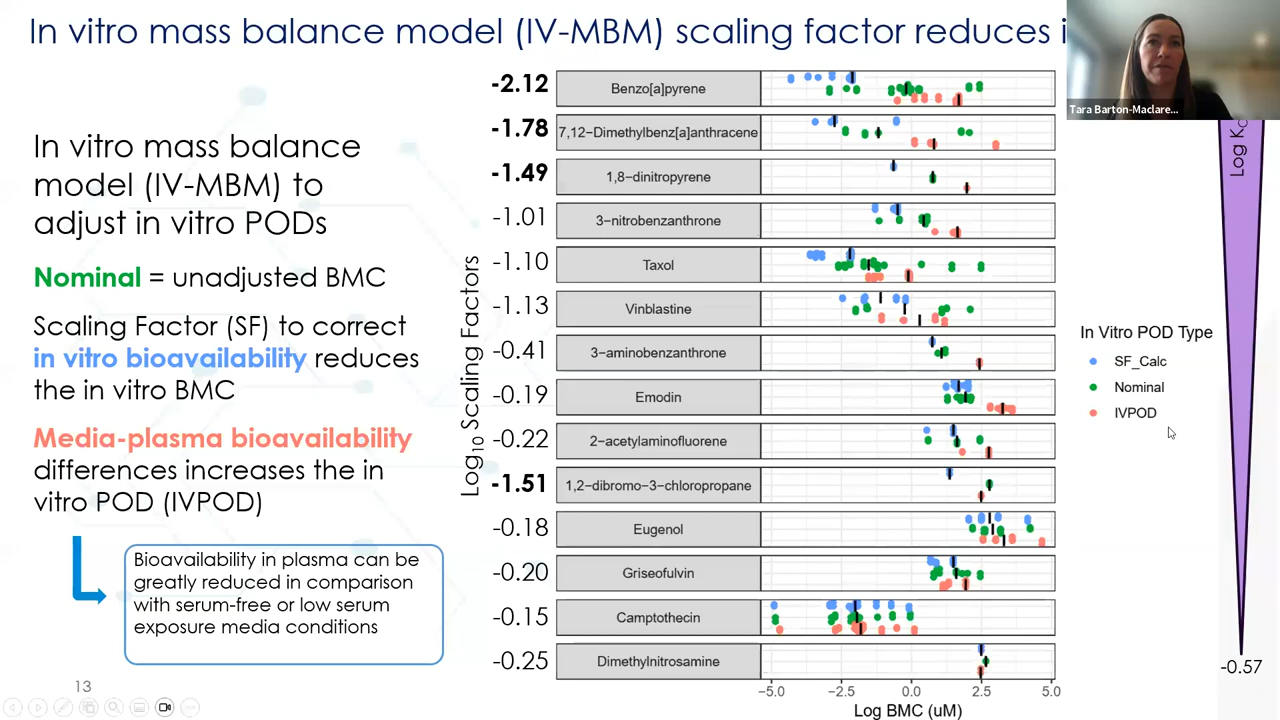 In vitro mass balance model (IV-MBM) scaling factor reduces i
Tara Barton-Maclare...
In vitro mass balance
model (IV-MBM) to
adjust in vitro PODs
Nominal = unadjusted BMC
Scaling Factor (SF) to correct
in vitro bioavailability reduces
the in vitro BMC
Media-plasma bioavailability
differences increases the in
vitro POD (IVPOD)
Bioavailability in plasma can be
greatly reduced in comparison
with serum-free or low serum
exposure media conditions
13
Log10 Scaling Factors
-2.12 Benzo[a]pyrene
-1.78 7,12−Dimethylbenz[a]anthracene
-1.49 1,8−dinitropyrene
-1.01 3−nitrobenzanthrone
-1.10 Taxol
-1.13 Vinblastine
-0.41 3−aminobenzanthrone
-0.19 Emodin
-0.22 2−acetylaminofluorene
-1.51 1,2−dibromo−3−chloropropane
-0.18 Eugenol
-0.20 Griseofulvin
-0.15 Camptothecin
-0.25 Dimethylnitrosamine
−5.0 −2.5 0.0 2.5 5.0
Log BMC (uM)
In Vitro POD Type
SF_Calc
Nominal
IVPOD
Log K
-0.57